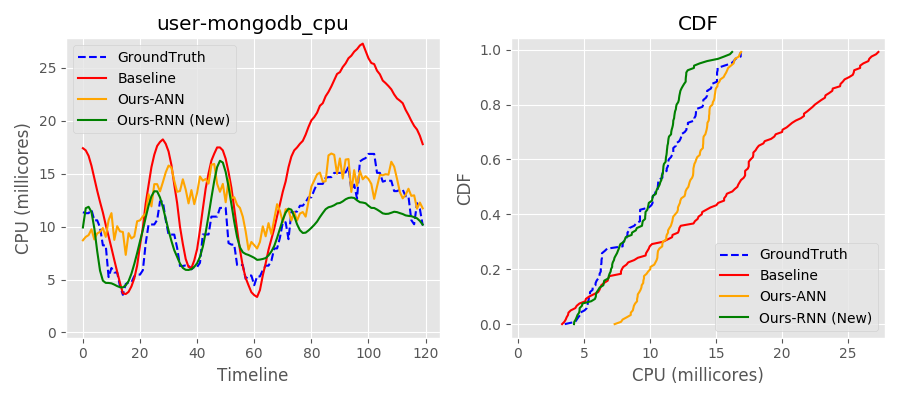 user-mongodb_cpu
CPU (millicores)
25
20
15
10
5
0
GroundTruth
Baseline
Ours-ANN
Ours-RNN (New)
0 20 40 60 80 100 120
Timeline
CDF
CDF
1.0
0.8
0.6
0.4
0.2
0.0
GroundTruth
Baseline
Ours-ANN
Ours-RNN (New)
0 5 10 15 20 25
CPU (millicores)